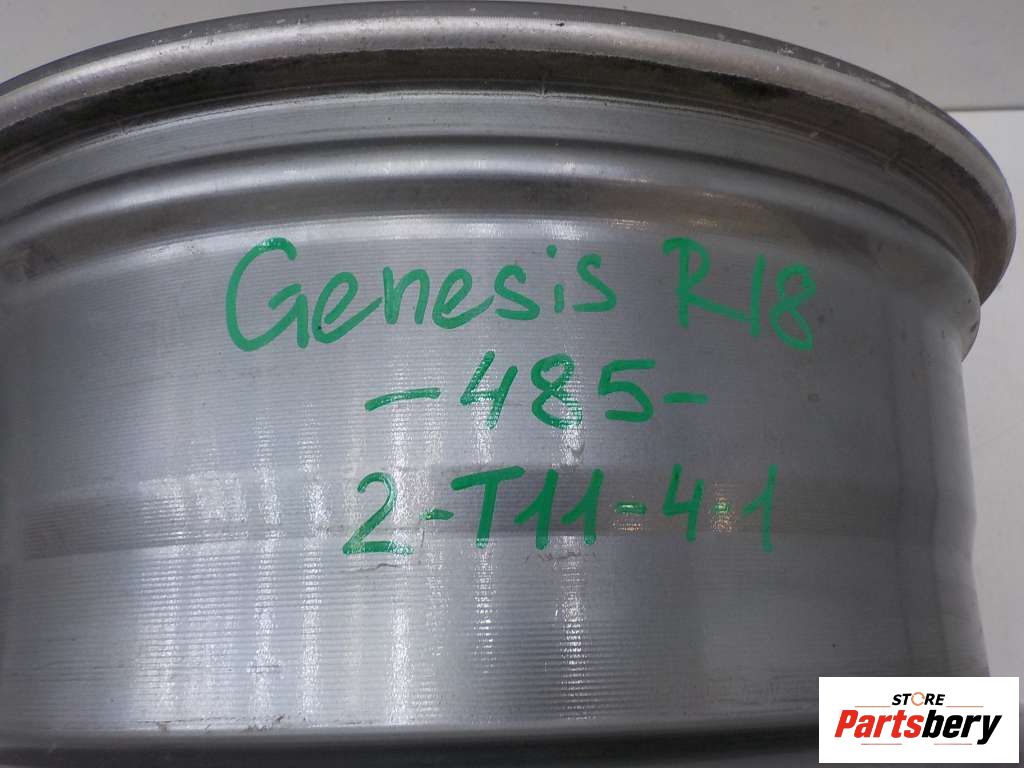 Genesis R18
-485-
2-T11-4-1
STORE
Partsbery